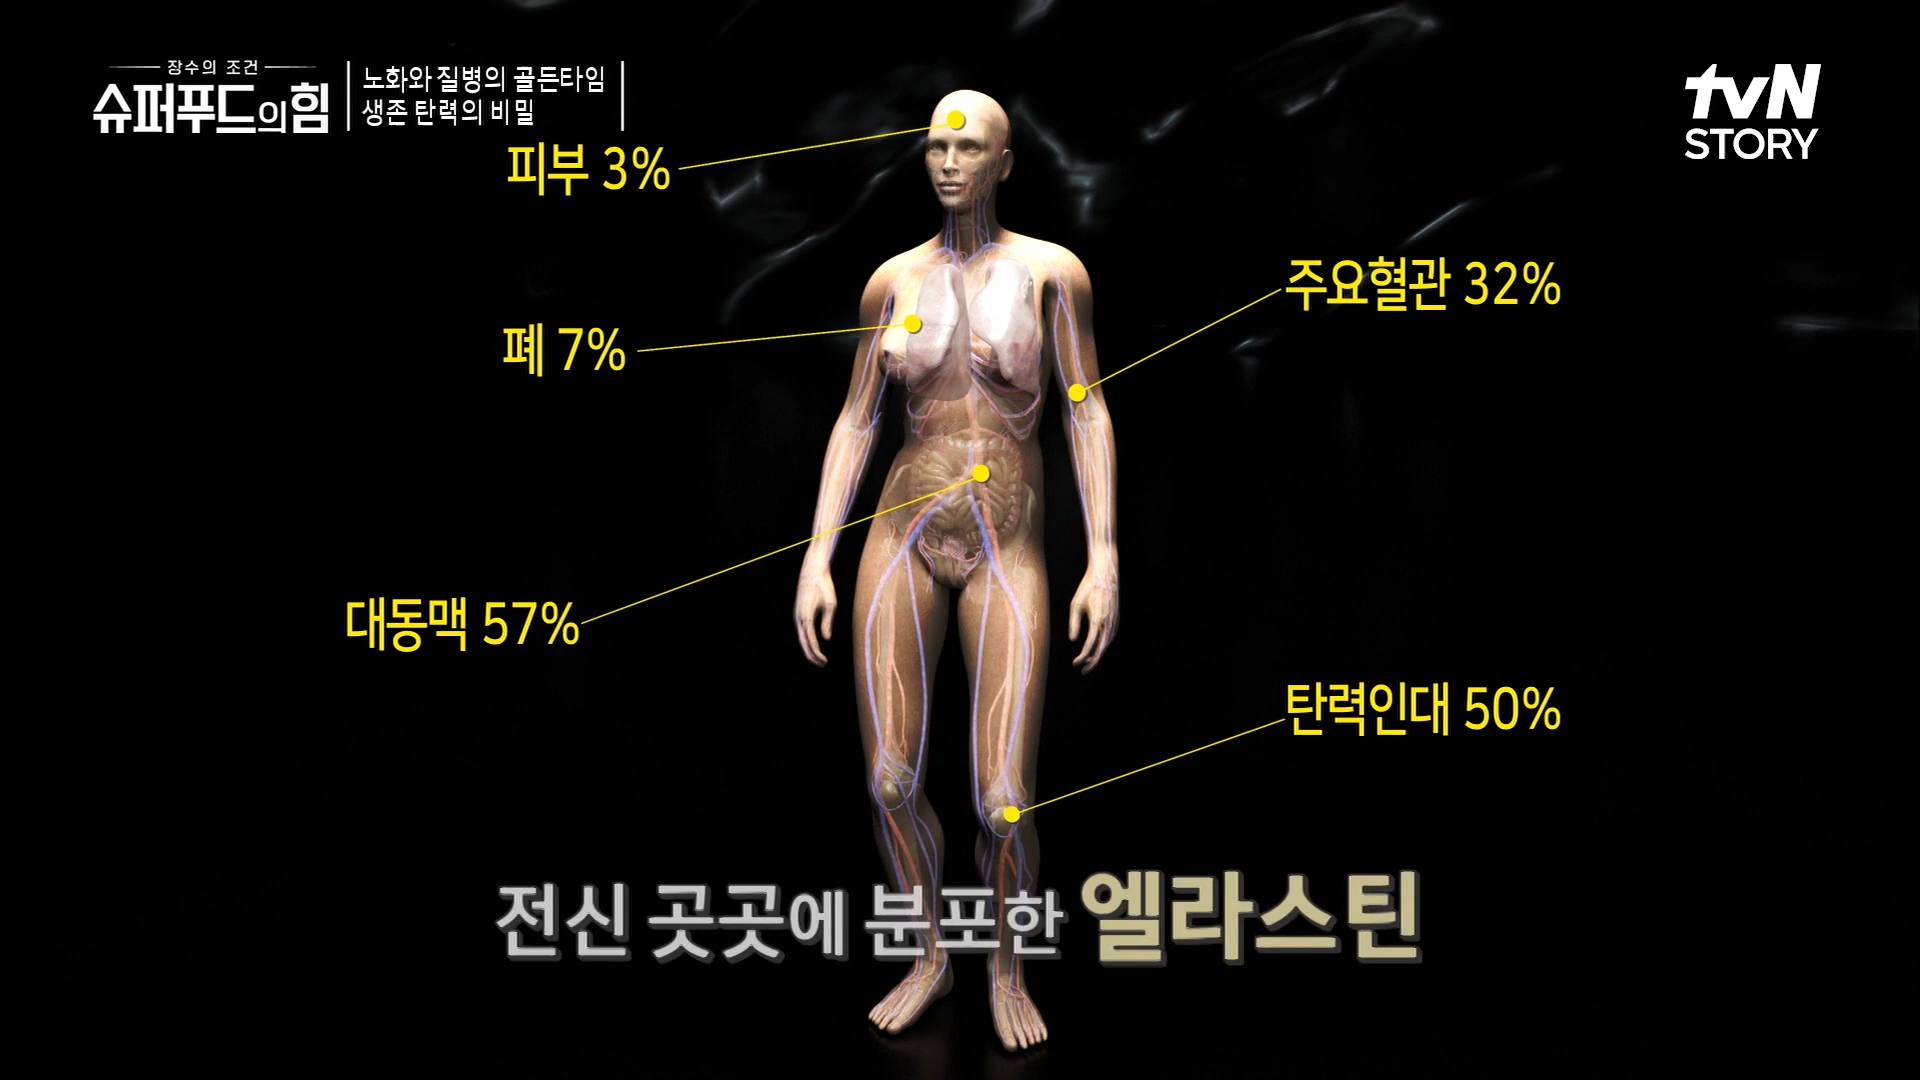 장수의 조건
슈퍼푸드의힘
노화와 질병의 골든타임
생존 탄력의 비밀
tvN
STORY
피부 3%
주요혈관 32%
폐 7%
대동맥 57%
탄력인대 50%
전신 곳곳에 분포한 엘라스틴